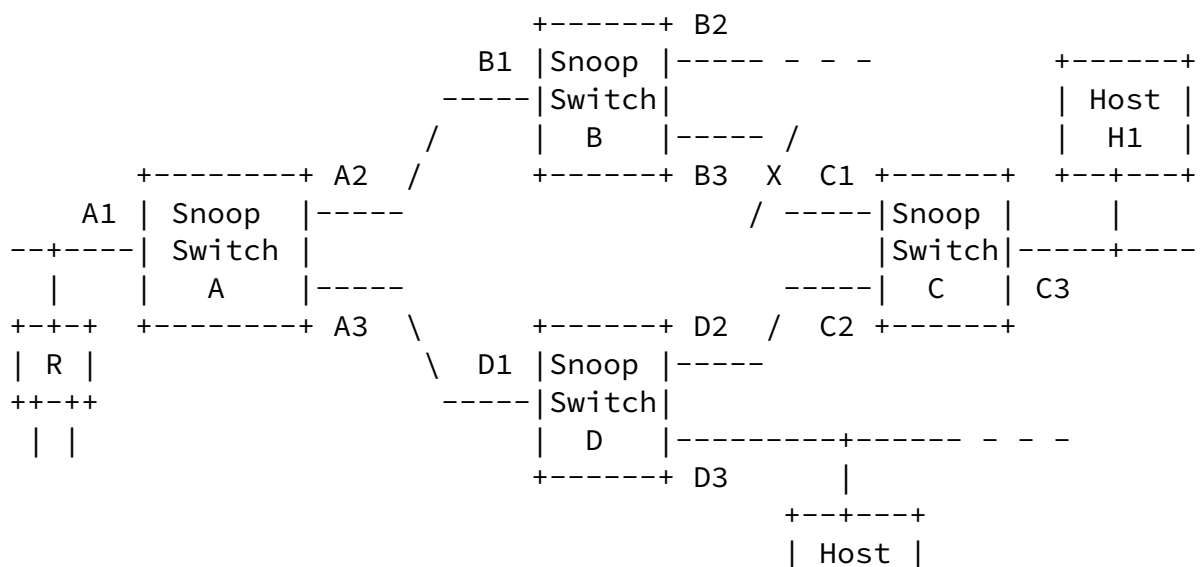 +------+ B2
                      B1 |Snoop |----- - - -          +------+
                    -----|Switch|                     | Host |
                   /     |  B   |----- /              |  H1  |
      +--------+ A2  /     +------+ B3  X  C1 +------+  +--+---+
   A1 | Snoop  |-----                  / -----|Snoop |     |
--+----| Switch |                             |Switch|-----+----
  |    |   A    |-----                   -----|  C   | C3
+-+-+  +--------+ A3  \     +------+ D2  /  C2 +------+
| R |                  \  D1 |Snoop |-----
++-++                   -----|Switch|
 | |                         |  D   |---------+------ - - -
                             +------+ D3      |
                                           +--+---+
                                           | Host |